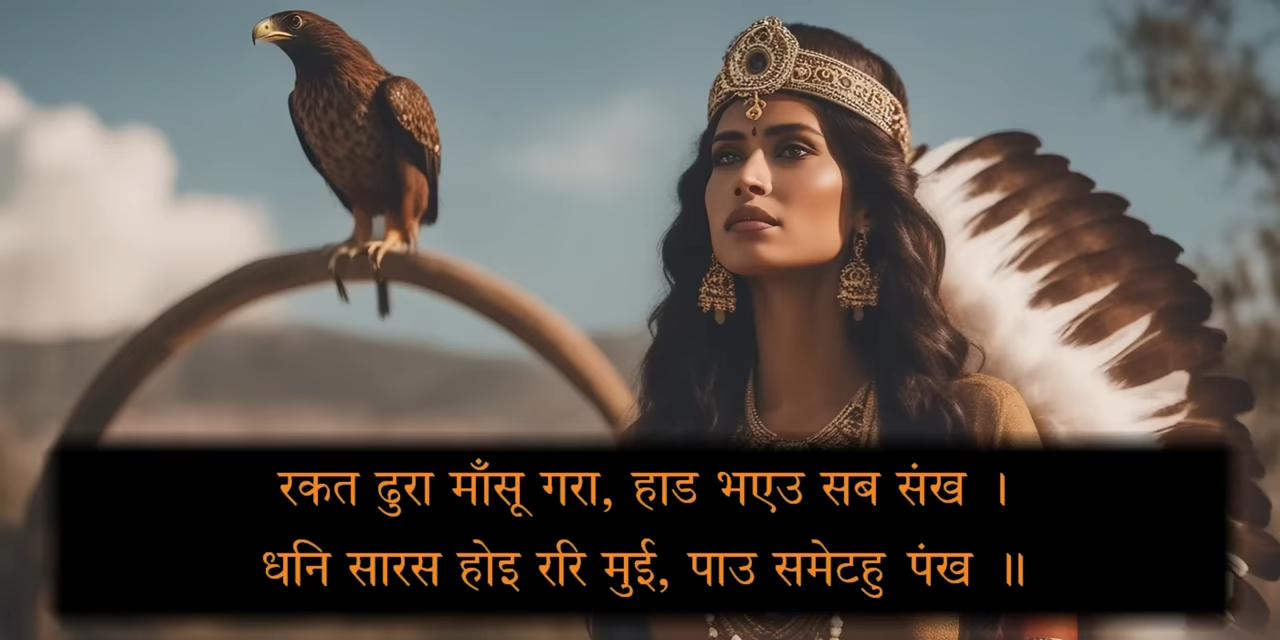 रकत ढुरा माँसू गरा, हाड भएउ सब संख ।
धनि सारस होइ ररि मुई, पाउ समेटहु पंख ॥